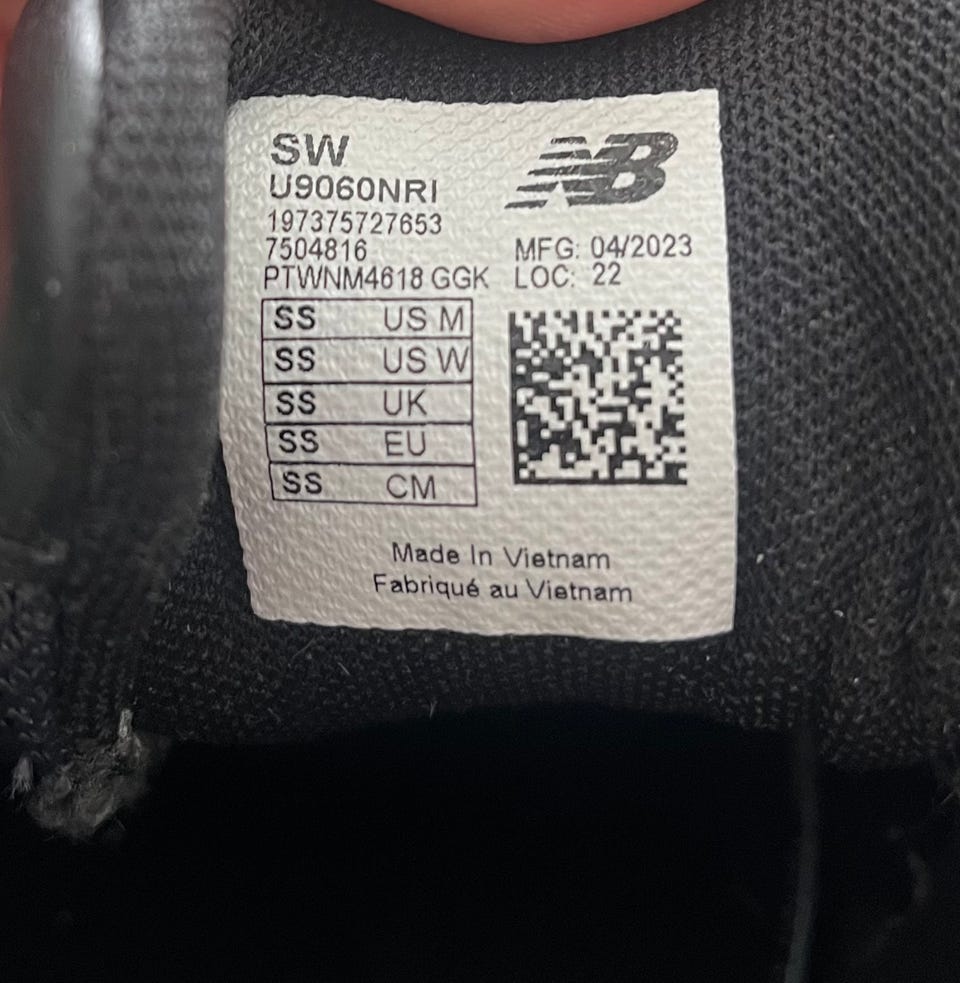 SW
NB
U9060NRI
197375727653
7504816
MFG: 04/2023
PTWNM4618 GGK
LOC: 22
SS US M
SS US W
SS UK
SS EU
SS CM
Made In Vietnam
Fabriqué au Vietnam